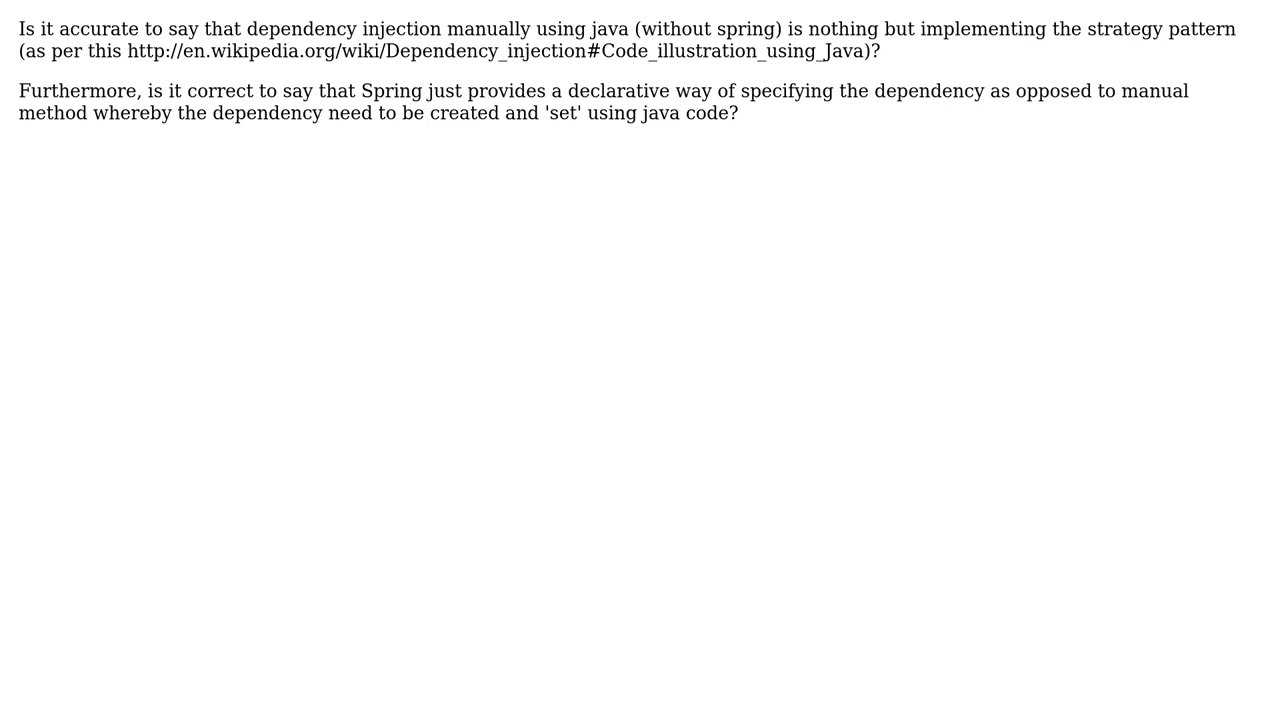 Is it accurate to say that dependency injection manually using java (without spring) is nothing but implementing the strategy pattern
(as per this http://en.wikipedia.org/wiki/Dependency_injection#Code_illustration_using_Java)?
Furthermore, is it correct to say that Spring just provides a declarative way of specifying the dependency as opposed to manual
method whereby the dependency need to be created and 'set' using java code?